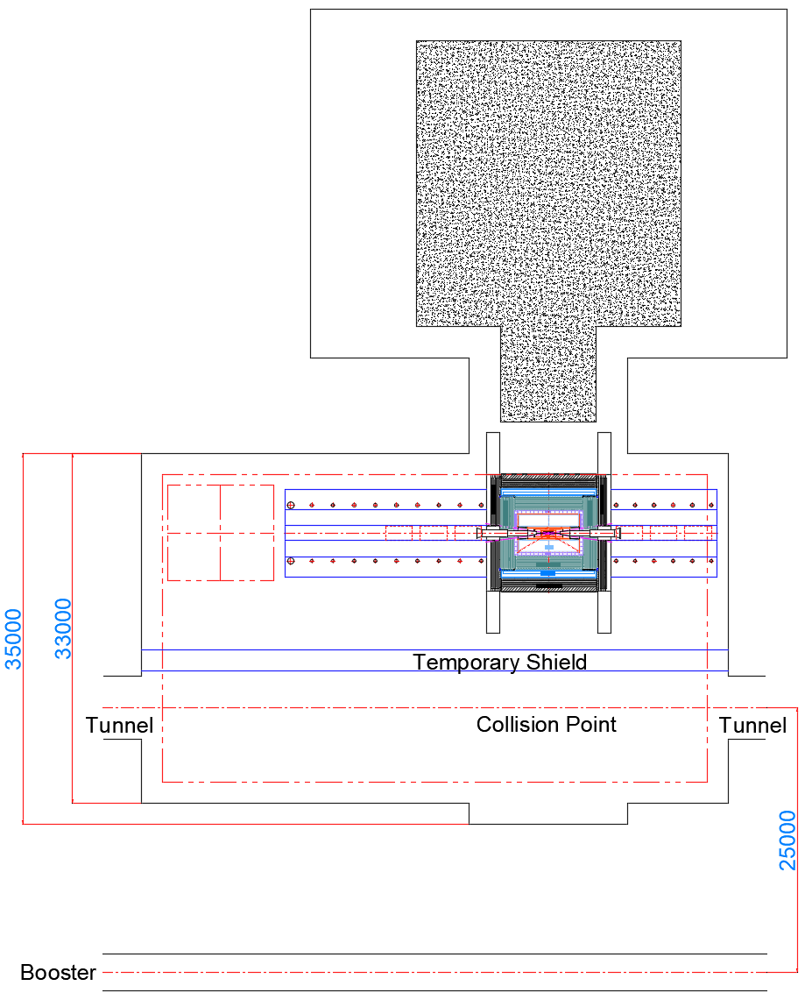 35000
33000
Temporary Shield
Tunnel
Collision Point
Tunnel
25000
Booster